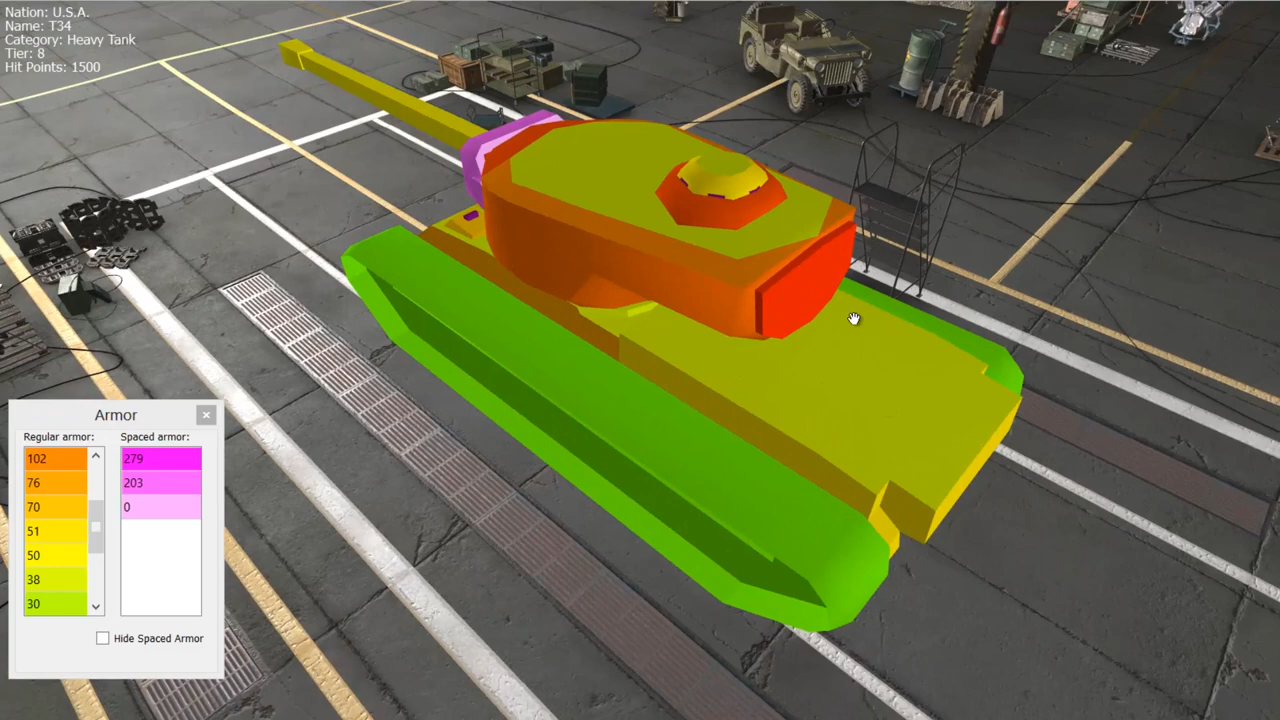 Nation: U.S.A.
Name: T34
Category: Heavy Tank
Tier: 8
Hit Points: 1500
Armor
Regular armor: Spaced armor:
102 279
76 203
70 0
51
50
38
30
Hide Spaced Armor